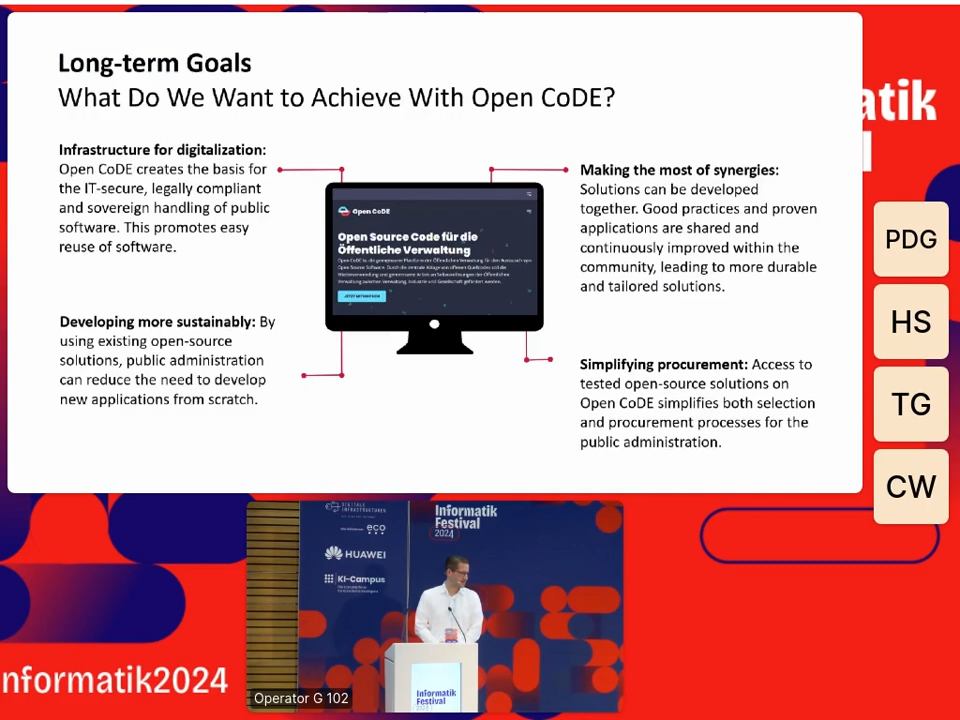 Long-term Goals
What Do We Want to Achieve With Open CoDE?
Infrastructure for digitalization:
Open CoDE creates the basis for
the IT-secure, legally compliant
and sovereign handling of public
software. This promotes easy
reuse of software.
Developing more sustainably: By
using existing open-source
solutions, public administration
can reduce the need to develop
new applications from scratch.
Open CoDE
Open Source Code für die
Öffentliche Verwaltung
JETZT MITMACHEN
Making the most of synergies:
Solutions can be developed
together. Good practices and proven
applications are shared and
continuously improved within the
community, leading to more durable
and tailored solutions.
Simplifying procurement: Access to
tested open-source solutions on
Open CoDE simplifies both selection
and procurement processes for the
public administration.
atik
PDG
HS
TG
CW
DIGITALE
INFRASTRUKTUREN
eco
HUAWEI
KI-Campus
Informatik
Festival
2024
Informatik
Festival
Operator G 102
nformatik2024